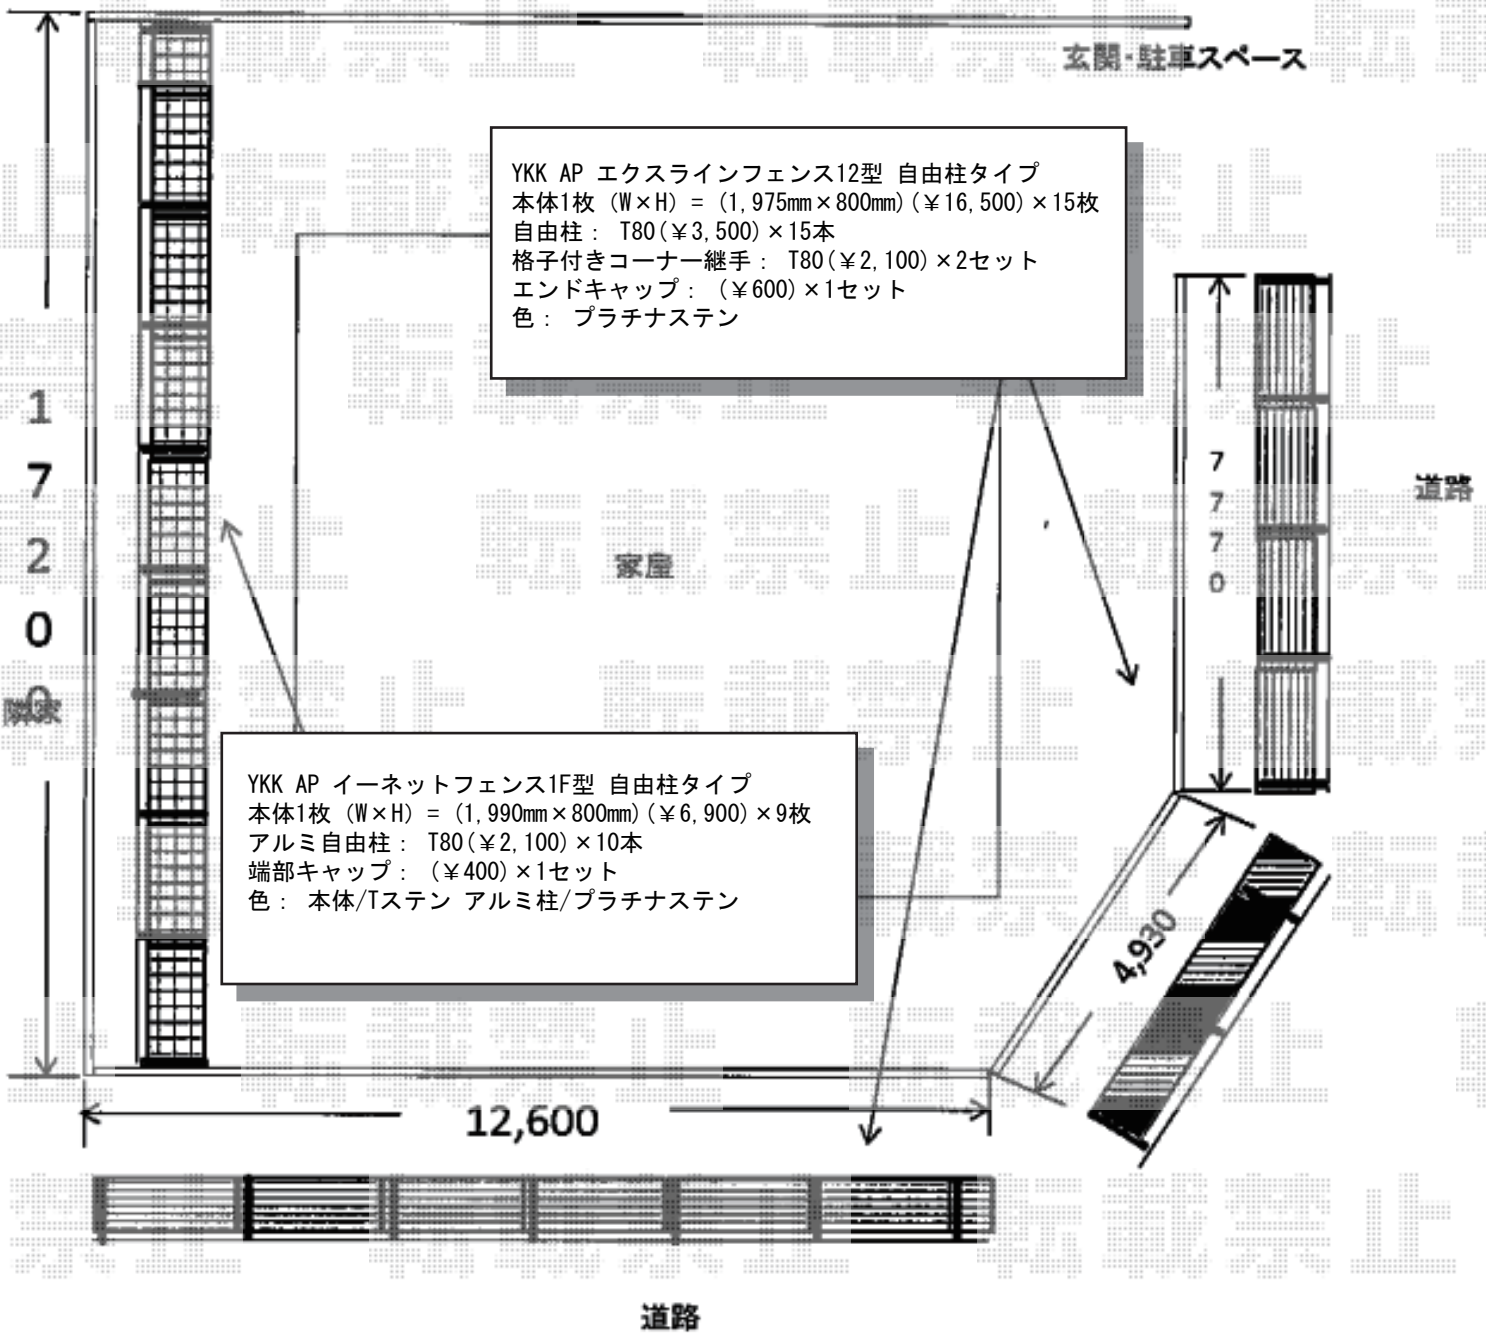 玄関・駐車スペース
YKK AP エクスラインフェンス12型 自由柱タイプ
本体1枚 (W×H) = (1,975mm×800mm)(￥16,500)×15枚
自由柱： T80(￥3,500)×15本
格子付きコーナー継手： T80(￥2,100)×2セット
エンドキャップ： (￥600)×1セット
色： プラチナステン
17200
7770
道路
家屋
隣家
YKK AP イーネットフェンス1F型 自由柱タイプ
本体1枚 (W×H) = (1,990mm×800mm)(￥6,900)×9枚
アルミ自由柱： T80(￥2,100)×10本
端部キャップ： (￥400)×1セット
色： 本体/Tステン アルミ柱/プラチナステン
4,930
12,600
道路
転載禁止